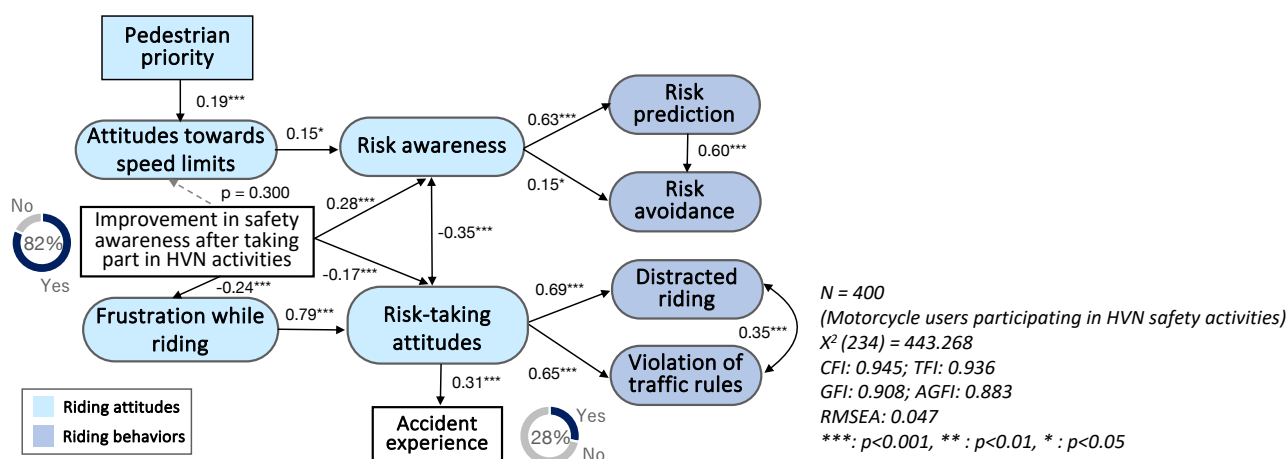 Pedestrian
priority
0.19***
Attitudes towards
speed limits
0.15*
Risk awareness
0.63***
Risk
prediction
0.60***
0.15*
Risk
avoidance
p = 0.300
No
82%
Yes
Improvement in safety
awareness after taking
part in HVN activities
0.28***
-0.35***
-0.17***
-0.24***
Frustration while
riding
0.79***
Risk-taking
attitudes
0.69***
Distracted
riding
0.35***
0.65***
Violation of
traffic rules
0.31***
Accident
experience
Yes
28%
No
Riding attitudes
Riding behaviors
N = 400
(Motorcycle users participating in HVN safety activities)
X² (234) = 443.268
CFI: 0.945; TFI: 0.936
GFI: 0.908; AGFI: 0.883
RMSEA: 0.047
***: p<0.001, ** : p<0.01, * : p<0.05